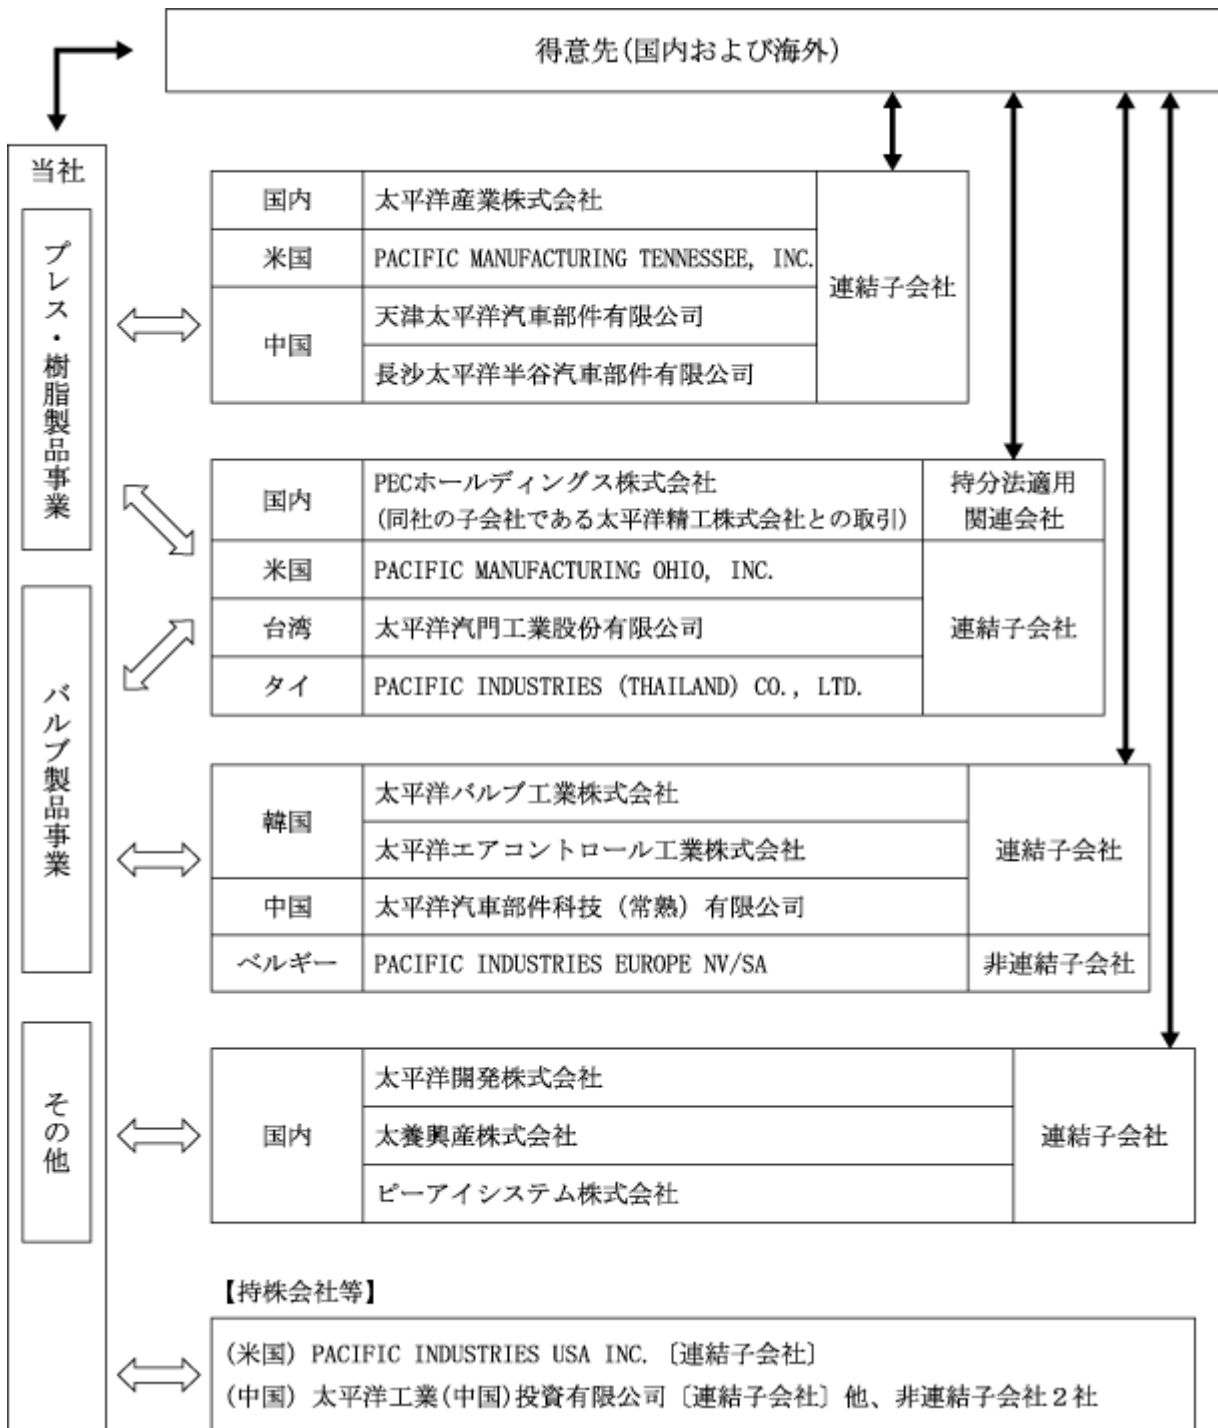 得意先(国内および海外)
当社
プレス・樹脂製品事業
国内 太平洋産業株式会社
米国 PACIFIC MANUFACTURING TENNESSEE, INC.
中国 天津太平洋汽車部件有限公司
長沙太平洋半谷汽車部件有限公司
連結子会社
国内 PECホールディングス株式会社
(同社の子会社である太平洋精工株式会社との取引)
持分法適用
関連会社
米国 PACIFIC MANUFACTURING OHIO, INC.
台湾 太平洋汽門工業股份有限公司
タイ PACIFIC INDUSTRIES (THAILAND) CO., LTD.
連結子会社
バルブ製品事業
韓国 太平洋バルブ工業株式会社
太平洋エアコントロール工業株式会社
中国 太平洋汽車部件科技（常熟）有限公司
連結子会社
ベルギー PACIFIC INDUSTRIES EUROPE NV/SA 非連結子会社
その他
国内 太平洋開発株式会社
太養興産株式会社
ピーアイシステム株式会社
連結子会社
【持株会社等】
(米国) PACIFIC INDUSTRIES USA INC.〔連結子会社〕
(中国) 太平洋工業(中国)投資有限公司〔連結子会社〕他、非連結子会社２社